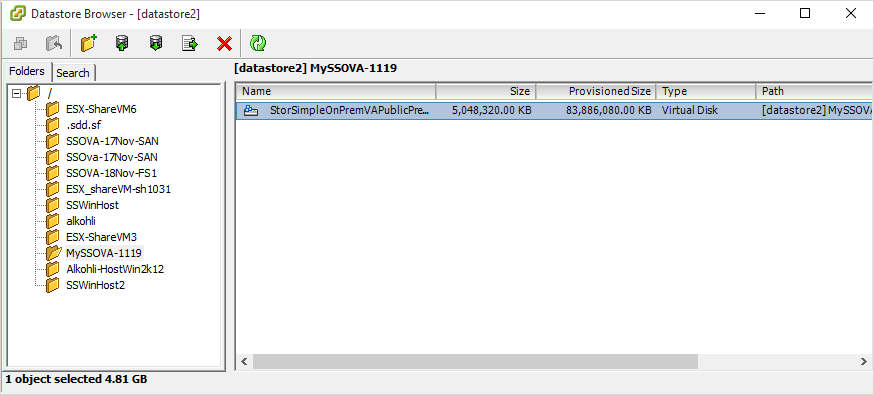 Datastore Browser - [datastore2]
Folders Search
[datastore2] MySSOVA-1119
/
ESX-ShareVM6
.sdd.sf
SSOVA-17Nov-SAN
SSOva-17Nov-SAN
SSOVA-18Nov-FS1
ESX_shareVM-sh1031
SSWinHost
alkohli
ESX-ShareVM3
MySSOVA-1119
Alkohli-HostWin2k12
SSWinHost2
Name Size Provisioned Size Type Path
StorSimpleOnPremVAPublicPre... 5,048,320.00 KB 83,886,080.00 KB Virtual Disk [datastore2] MySSOVA
1 object selected 4.81 GB